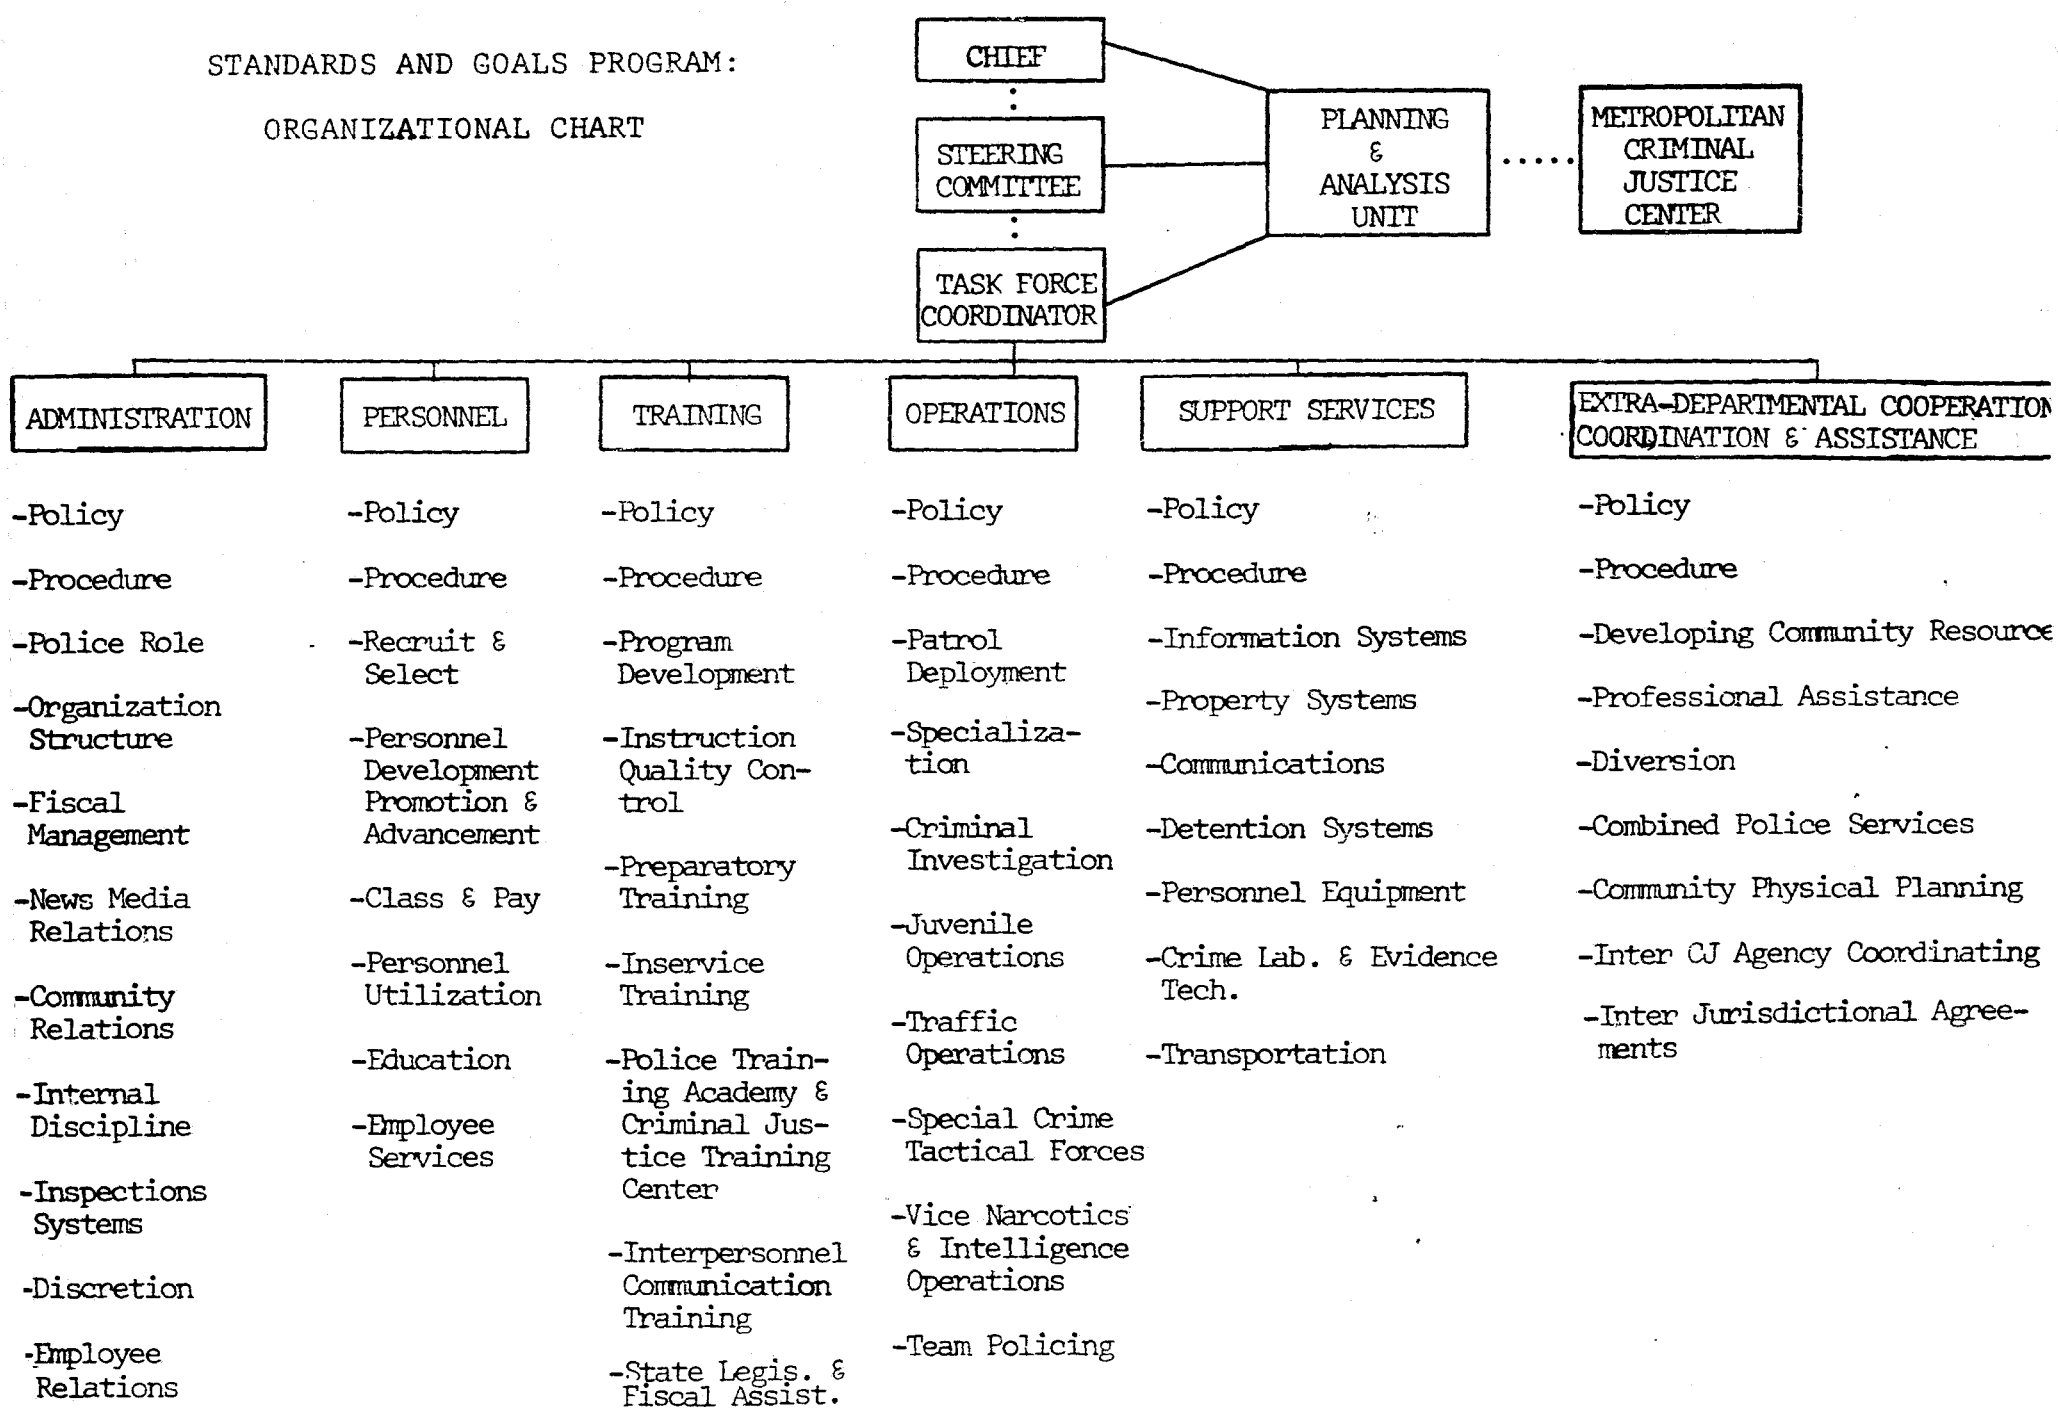 STANDARDS AND GOALS PROGRAM:
ORGANIZATIONAL CHART
CHIEF
STEERING
COMMITTEE
TASK FORCE
COORDINATOR
PLANNING
&
ANALYSIS
UNIT
METROPOLITAN
CRIMINAL
JUSTICE
CENTER
ADMINISTRATION
-Policy
-Procedure
-Police Role
-Organization
Structure
-Fiscal
Management
-News Media
Relations
-Community
Relations
-Internal
Discipline
-Inspections
Systems
-Discretion
-Employee
Relations
PERSONNEL
-Policy
-Procedure
-Recruit &
Select
-Personnel
Development
Promotion &
Advancement
-Class & Pay
-Personnel
Utilization
-Education
-Employee
Services
TRAINING
-Policy
-Procedure
-Program
Development
-Instruction
Quality Con-
trol
-Preparatory
Training
-Inservice
Training
-Police Train-
ing Academy &
Criminal Jus-
tice Training
Center
-Interpersonnel
Communication
Training
-State Legis. &
Fiscal Assist.
OPERATIONS
-Policy
-Procedure
-Patrol
Deployment
-Specializa-
tion
-Criminal
Investigation
-Juvenile
Operations
-Traffic
Operations
-Special Crime
Tactical Forces
-Vice Narcotics
& Intelligence
Operations
-Team Policing
SUPPORT SERVICES
-Policy
-Procedure
-Information Systems
-Property Systems
-Communications
-Detention Systems
-Personnel Equipment
-Crime Lab. & Evidence
Tech.
-Transportation
EXTRA-DEPARTMENTAL COOPERATION
COORDINATION & ASSISTANCE
-Policy
-Procedure
-Developing Community Resource
-Professional Assistance
-Diversion
-Combined Police Services
-Community Physical Planning
-Inter CJ Agency Coordinating
-Inter Jurisdictional Agree-
ments